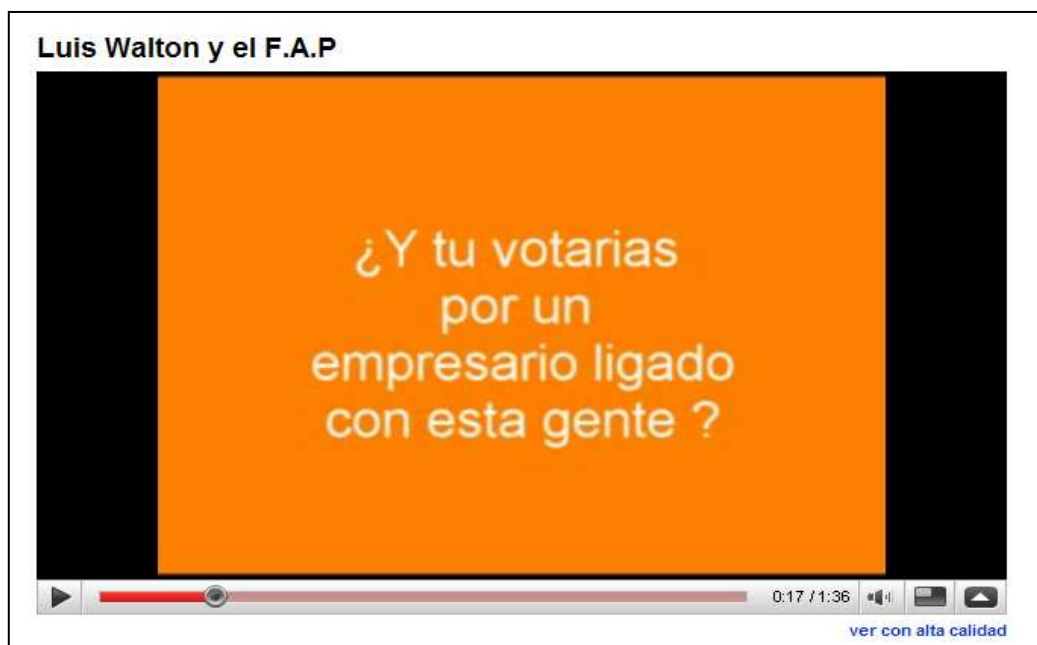 Luis Walton y el F.A.P
¿Y tu votarias
por un
empresario ligado
con esta gente ?
0:17 / 1:36
ver con alta calidad